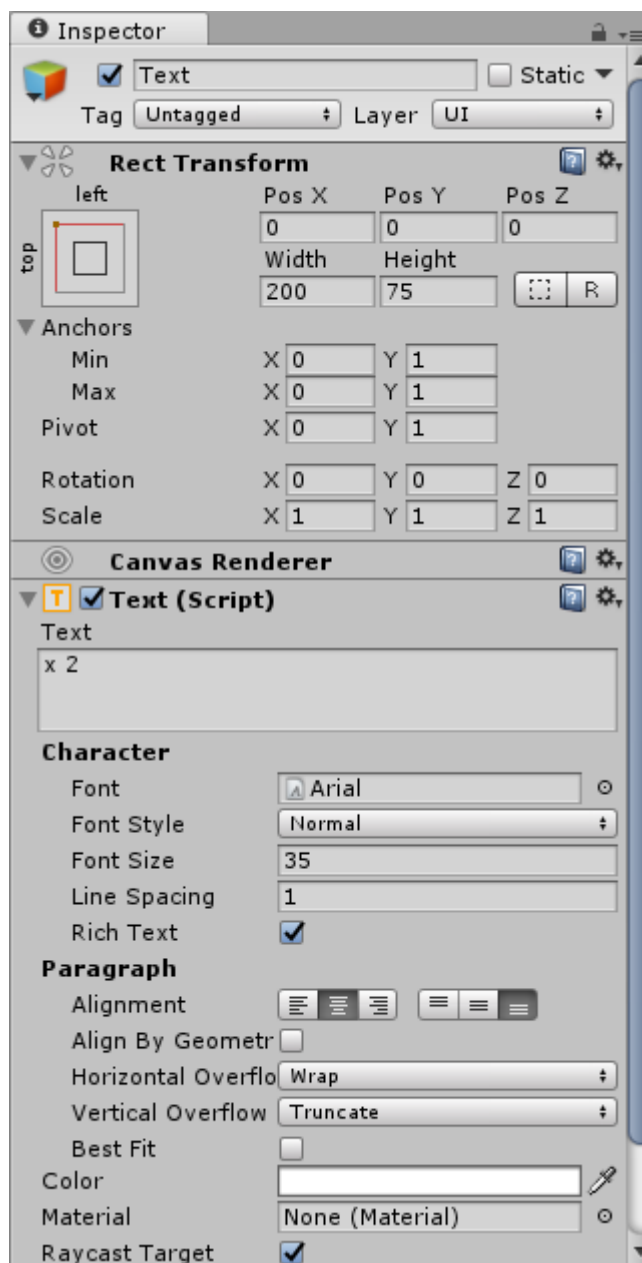 Inspector
Text Static
Tag Untagged Layer UI
Rect Transform
left Pos X Pos Y Pos Z
0 0 0
top
Width Height
200 75 R
Anchors
Min X 0 Y 1
Max X 0 Y 1
Pivot X 0 Y 1
Rotation X 0 Y 0 Z 0
Scale X 1 Y 1 Z 1
Canvas Renderer
T Text (Script)
Text
x 2
Character
Font Arial
Font Style Normal
Font Size 35
Line Spacing 1
Rich Text
Paragraph
Alignment
Align By Geometr
Horizontal Overflo Wrap
Vertical Overflow Truncate
Best Fit
Color
Material None (Material)
Raycast Target